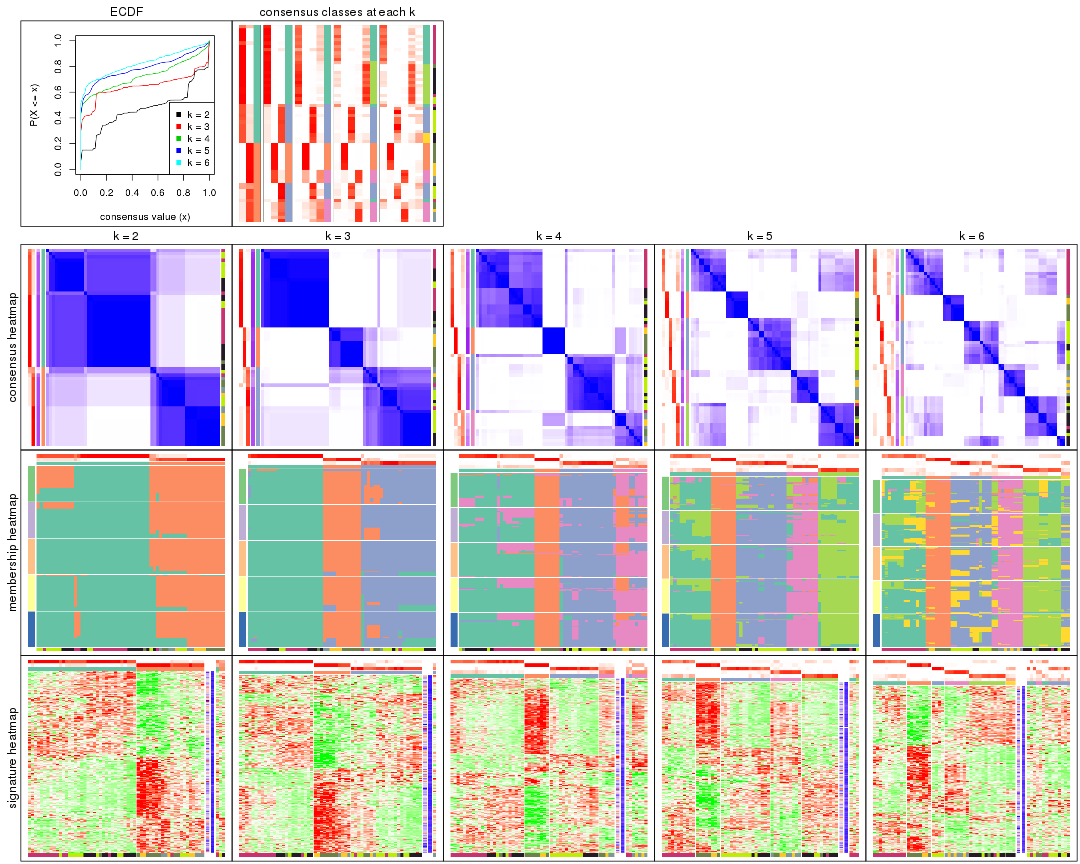 ECDF
consensus classes at each k
P(X <= x)
0.0 0.2 0.4 0.6 0.8 1.0
k = 2
k = 3
k = 4
k = 5
k = 6
0.0 0.2 0.4 0.6 0.8 1.0
consensus value (x)
k = 2 k = 3 k = 4 k = 5 k = 6
consensus heatmap
membership heatmap
signature heatmap